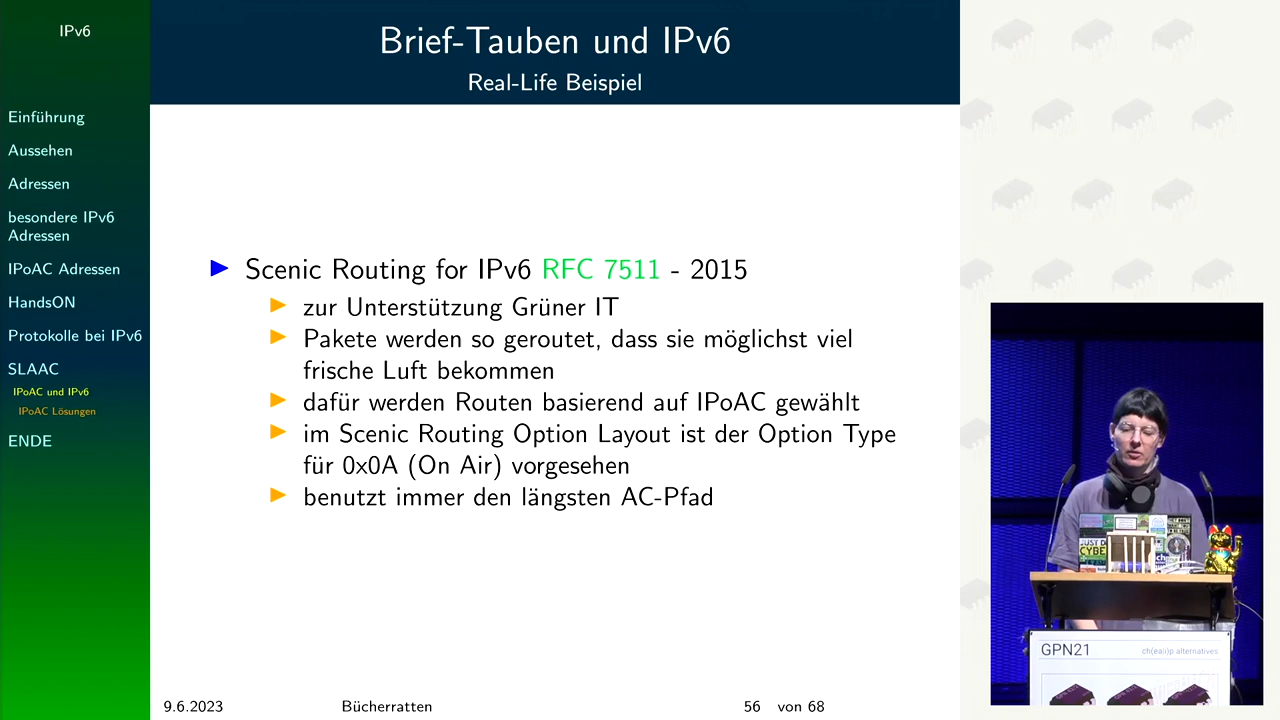 IPv6
Brief-Tauben und IPv6
Real-Life Beispiel
Einführung
Aussehen
Adressen
besondere IPv6
Adressen
IPoAC Adressen
HandsON
Protokolle bei IPv6
SLAAC
IPoAC und IPv6
IPoAC Lösungen
ENDE
Scenic Routing for IPv6 RFC 7511 - 2015
zur Unterstützung Grüner IT
Pakete werden so geroutet, dass sie möglichst viel
frische Luft bekommen
dafür werden Routen basierend auf IPoAC gewählt
im Scenic Routing Option Layout ist der Option Type
für 0x0A (On Air) vorgesehen
benutzt immer den längsten AC-Pfad
9.6.2023
Bücherratten
56 von 68
JUST D
CYBE
GPN21
ch(ea)ip alternatives